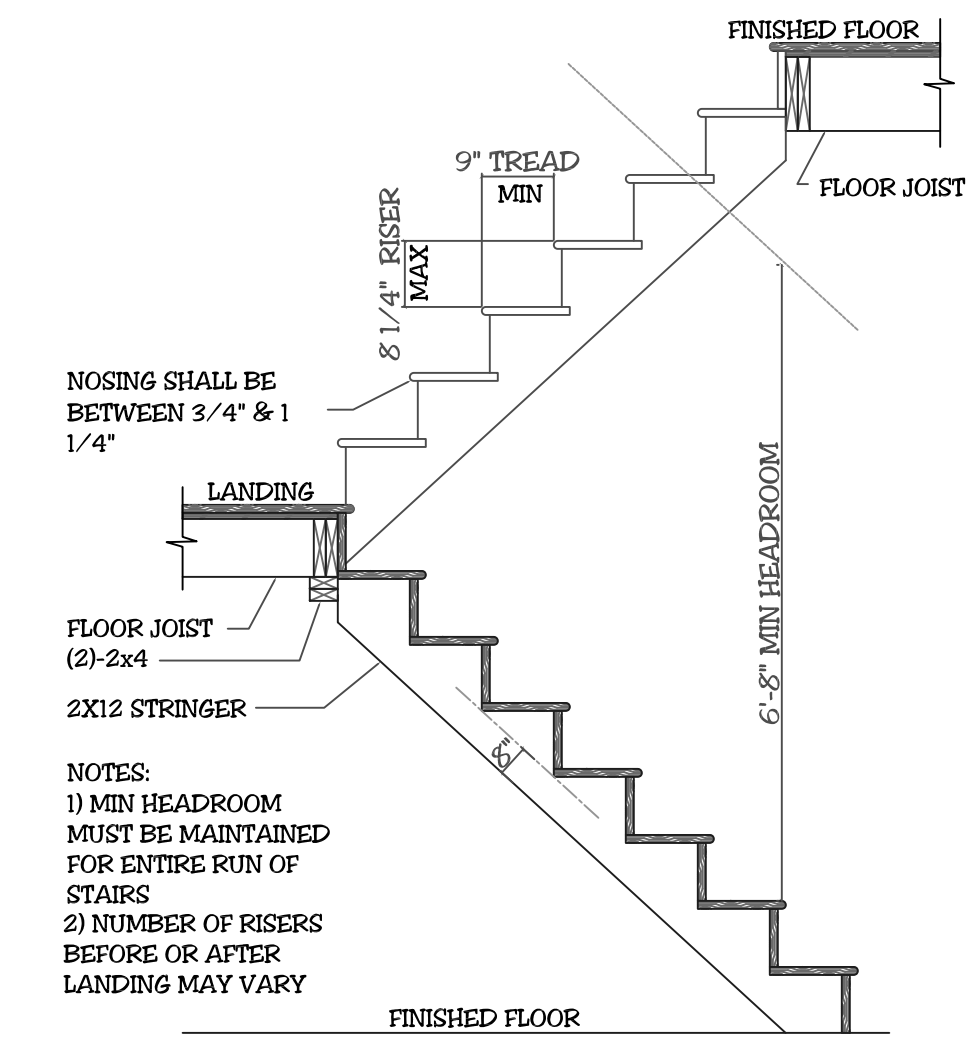 FINISHED FLOOR
9" TREAD
MIN
FLOOR JOIST
8 1/4" RISER
MAX
NOSING SHALL BE
BETWEEN 3/4" & 1
1/4"
LANDING
6'-8" MIN HEADROOM
FLOOR JOIST
(2)-2x4
2X12 STRINGER
8"
NOTES:
1) MIN HEADROOM
MUST BE MAINTAINED
FOR ENTIRE RUN OF
STAIRS
2) NUMBER OF RISERS
BEFORE OR AFTER
LANDING MAY VARY
FINISHED FLOOR